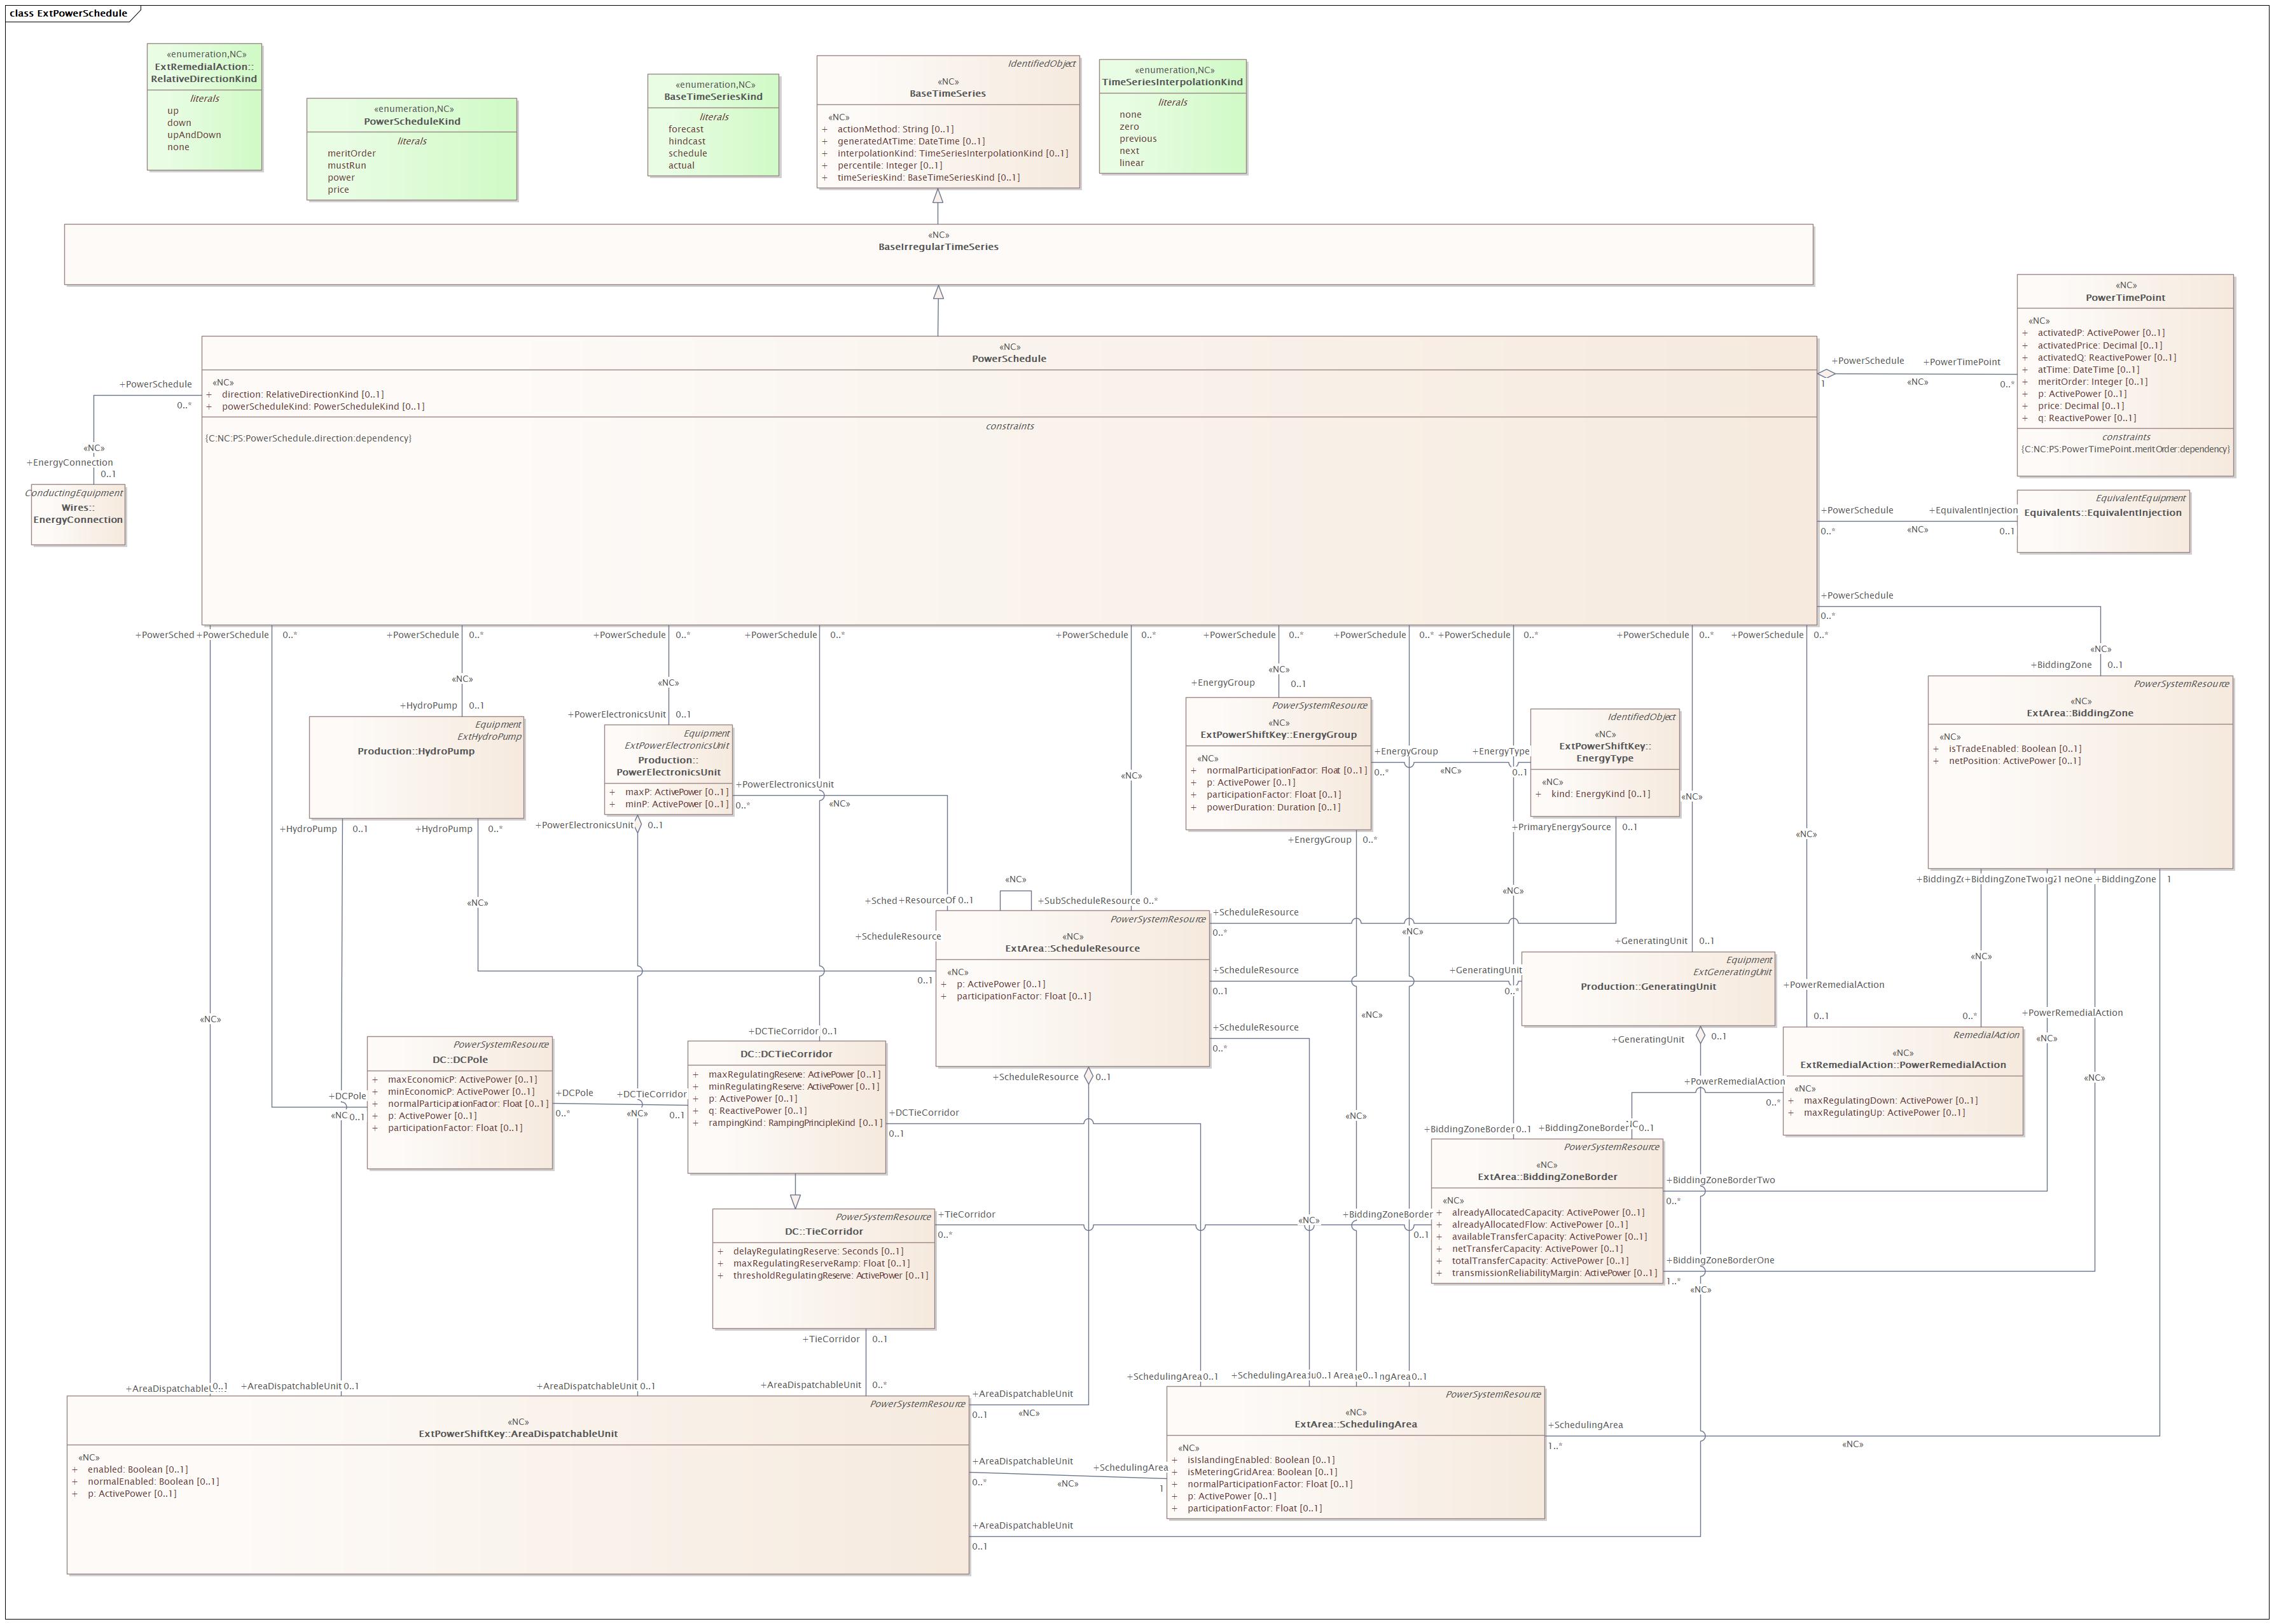 class ExtPowerSchedule
«enumeration,NC»
ExtRemedialAction::
RelativeDirectionKind
literals
up
down
upAndDown
none
«enumeration,NC»
PowerScheduleKind
literals
meritOrder
mustRun
power
price
«enumeration,NC»
BaseTimeSeriesKind
literals
forecast
hindcast
schedule
actual
IdentifiedObject
«NC»
BaseTimeSeries
«NC»
+ actionMethod: String [0..1]
+ generatedAtTime: DateTime [0..1]
+ interpolationKind: TimeSeriesInterpolationKind [0..1]
+ percentile: Integer [0..1]
+ timeSeriesKind: BaseTimeSeriesKind [0..1]
«enumeration,NC»
TimeSeriesInterpolationKind
literals
none
zero
previous
next
linear
«NC»
BaseIrregularTimeSeries
«NC»
PowerSchedule
«NC»
+ direction: RelativeDirectionKind [0..1]
+ powerScheduleKind: PowerScheduleKind [0..1]
constraints
{C:NC:PS:PowerSchedule.direction:dependency}
«NC»
PowerTimePoint
«NC»
+ activatedP: ActivePower [0..1]
+ activatedPrice: Decimal [0..1]
+ activatedQ: ReactivePower [0..1]
+ atTime: DateTime [0..1]
+ meritOrder: Integer [0..1]
+ p: ActivePower [0..1]
+ price: Decimal [0..1]
+ q: ReactivePower [0..1]
constraints
{C:NC:PS:PowerTimePoint.meritOrder:dependency}
+PowerSchedule
1
+PowerTimePoint
0..*
«NC»
+PowerSchedule
0..*
«NC»
+EnergyConnection
0..1
ConductingEquipment
Wires::
EnergyConnection
+PowerSchedule
0..*
+EquivalentInjection
0..1
«NC»
EquivalentEquipment
Equivalents::EquivalentInjection
+PowerSchedule
0..*
«NC»
+BiddingZone 0..1
+PowerSched +PowerSchedule 0..*
+PowerSchedule 0..*
+PowerSchedule 0..*
+PowerSchedule 0..*
+PowerSchedule 0..*
+PowerSchedule 0..*
+PowerSchedule 0..*
+PowerSchedule 0..*
+PowerSchedule 0..*
+PowerSchedule 0..*
«NC»
+HydroPump 0..1
«NC»
+PowerElectronicsUnit 0..1
«NC»
+EnergyGroup 0..1
Equipment
ExtHydroPump
Production::HydroPump
Equipment
ExtPowerElectronicsUnit
Production::
PowerElectronicsUnit
+ maxP: ActivePower [0..1]
+ minP: ActivePower [0..1]
PowerSystemResource
«NC»
ExtPowerShiftKey::EnergyGroup
«NC»
+ normalParticipationFactor: Float [0..1]
+ p: ActivePower [0..1]
+ participationFactor: Float [0..1]
+ powerDuration: Duration [0..1]
IdentifiedObject
«NC»
ExtPowerShiftKey::
EnergyType
«NC»
+ kind: EnergyKind [0..1]
PowerSystemResource
«NC»
ExtArea::BiddingZone
«NC»
+ isTradeEnabled: Boolean [0..1]
+ netPosition: ActivePower [0..1]
+EnergyGroup
0..*
«NC»
+EnergyType
0..1
+PowerElectronicsUnit
0..*
«NC»
+PowerElectronicsUnit 0..1
+HydroPump 0..1
+HydroPump 0..*
«NC»
«NC»
+EnergyGroup 0..*
+PrimaryEnergySource 0..1
«NC»
«NC»
«NC»
«NC»
+Sched +ResourceOf 0..1
«NC»
+SubScheduleResource 0..*
+ScheduleResource
0..1
PowerSystemResource
«NC»
ExtArea::ScheduleResource
«NC»
+ p: ActivePower [0..1]
+ participationFactor: Float [0..1]
+ScheduleResource
0..*
+ScheduleResource
0..1
+ScheduleResource
0..*
+ScheduleResource 0..1
+GeneratingUnit
0..*
+GeneratingUnit 0..1
Equipment
ExtGeneratingUnit
Production::GeneratingUnit
+GeneratingUnit 0..1
+PowerRemedialAction
0..1
+BiddingZoneTwo
neOne
+BiddingZone 1
«NC»
0..*
+PowerRemedialAction
«NC»
«NC»
RemedialAction
«NC»
ExtRemedialAction::PowerRemedialAction
«NC»
+ maxRegulatingDown: ActivePower [0..1]
+ maxRegulatingUp: ActivePower [0..1]
+PowerRemedialAction
0..*
«NC»
PowerSystemResource
DC::DCPole
+ maxEconomicP: ActivePower [0..1]
+ minEconomicP: ActivePower [0..1]
+ normalParticipationFactor: Float [0..1]
+ p: ActivePower [0..1]
+ participationFactor: Float [0..1]
+DCPole
0..1
+DCPole
0..*
+DCTieCorridor
0..1
«NC»
+DCTieCorridor 0..1
DC::DCTieCorridor
+ maxRegulatingReserve: ActivePower [0..1]
+ minRegulatingReserve: ActivePower [0..1]
+ p: ActivePower [0..1]
+ q: ReactivePower [0..1]
+ rampingKind: RampingPrincipleKind [0..1]
+DCTieCorridor
0..1
«NC»
«NC»
«NC»
+BiddingZoneBorder 0..1
+BiddingZoneBorder 0..1
PowerSystemResource
«NC»
ExtArea::BiddingZoneBorder
«NC»
+ alreadyAllocatedCapacity: ActivePower [0..1]
+ alreadyAllocatedFlow: ActivePower [0..1]
+ availableTransferCapacity: ActivePower [0..1]
+ netTransferCapacity: ActivePower [0..1]
+ totalTransferCapacity: ActivePower [0..1]
+ transmissionReliabilityMargin: ActivePower [0..1]
+BiddingZoneBorderTwo
0..*
+BiddingZoneBorderOne
1..*
«NC»
PowerSystemResource
DC::TieCorridor
+ delayRegulatingReserve: Seconds [0..1]
+ maxRegulatingReserveRamp: Float [0..1]
+ thresholdRegulatingReserve: ActivePower [0..1]
+TieCorridor
0..*
«NC»
+BiddingZoneBorder
0..1
+TieCorridor 0..1
+AreaDispatchableUnit 0..*
0..1
+AreaDispatchableUnit 0..1
+AreaDispatchableUnit 0..1
+SchedulingArea 0..1
+SchedulingArea
0..1
0..1
0..1
PowerSystemResource
«NC»
ExtPowerShiftKey::AreaDispatchableUnit
«NC»
+ enabled: Boolean [0..1]
+ normalEnabled: Boolean [0..1]
+ p: ActivePower [0..1]
+AreaDispatchableUnit
0..1
«NC»
+AreaDispatchableUnit
0..*
«NC»
+SchedulingArea
1
+AreaDispatchableUnit
0..1
PowerSystemResource
«NC»
ExtArea::SchedulingArea
«NC»
+ isIslandingEnabled: Boolean [0..1]
+ isMeteringGridArea: Boolean [0..1]
+ normalParticipationFactor: Float [0..1]
+ p: ActivePower [0..1]
+ participationFactor: Float [0..1]
+SchedulingArea
1..*
«NC»